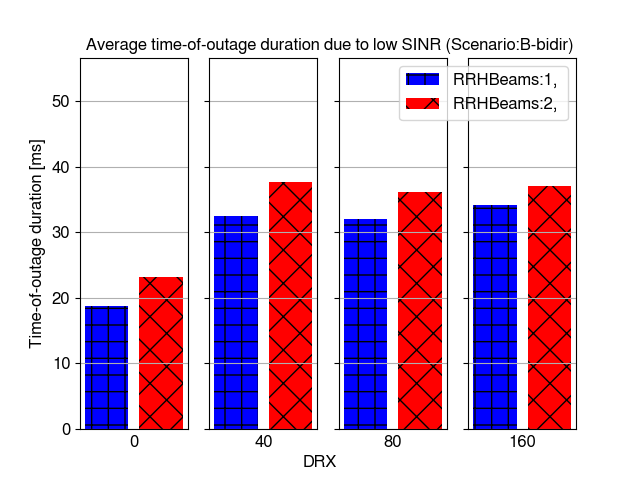 Average time-of-outage duration due to low SINR (Scenario:B-bidir)
RRHBeams:1,
RRHBeams:2,
Time-of-outage duration [ms]
50
40
30
20
10
0
0
40
80
160
DRX